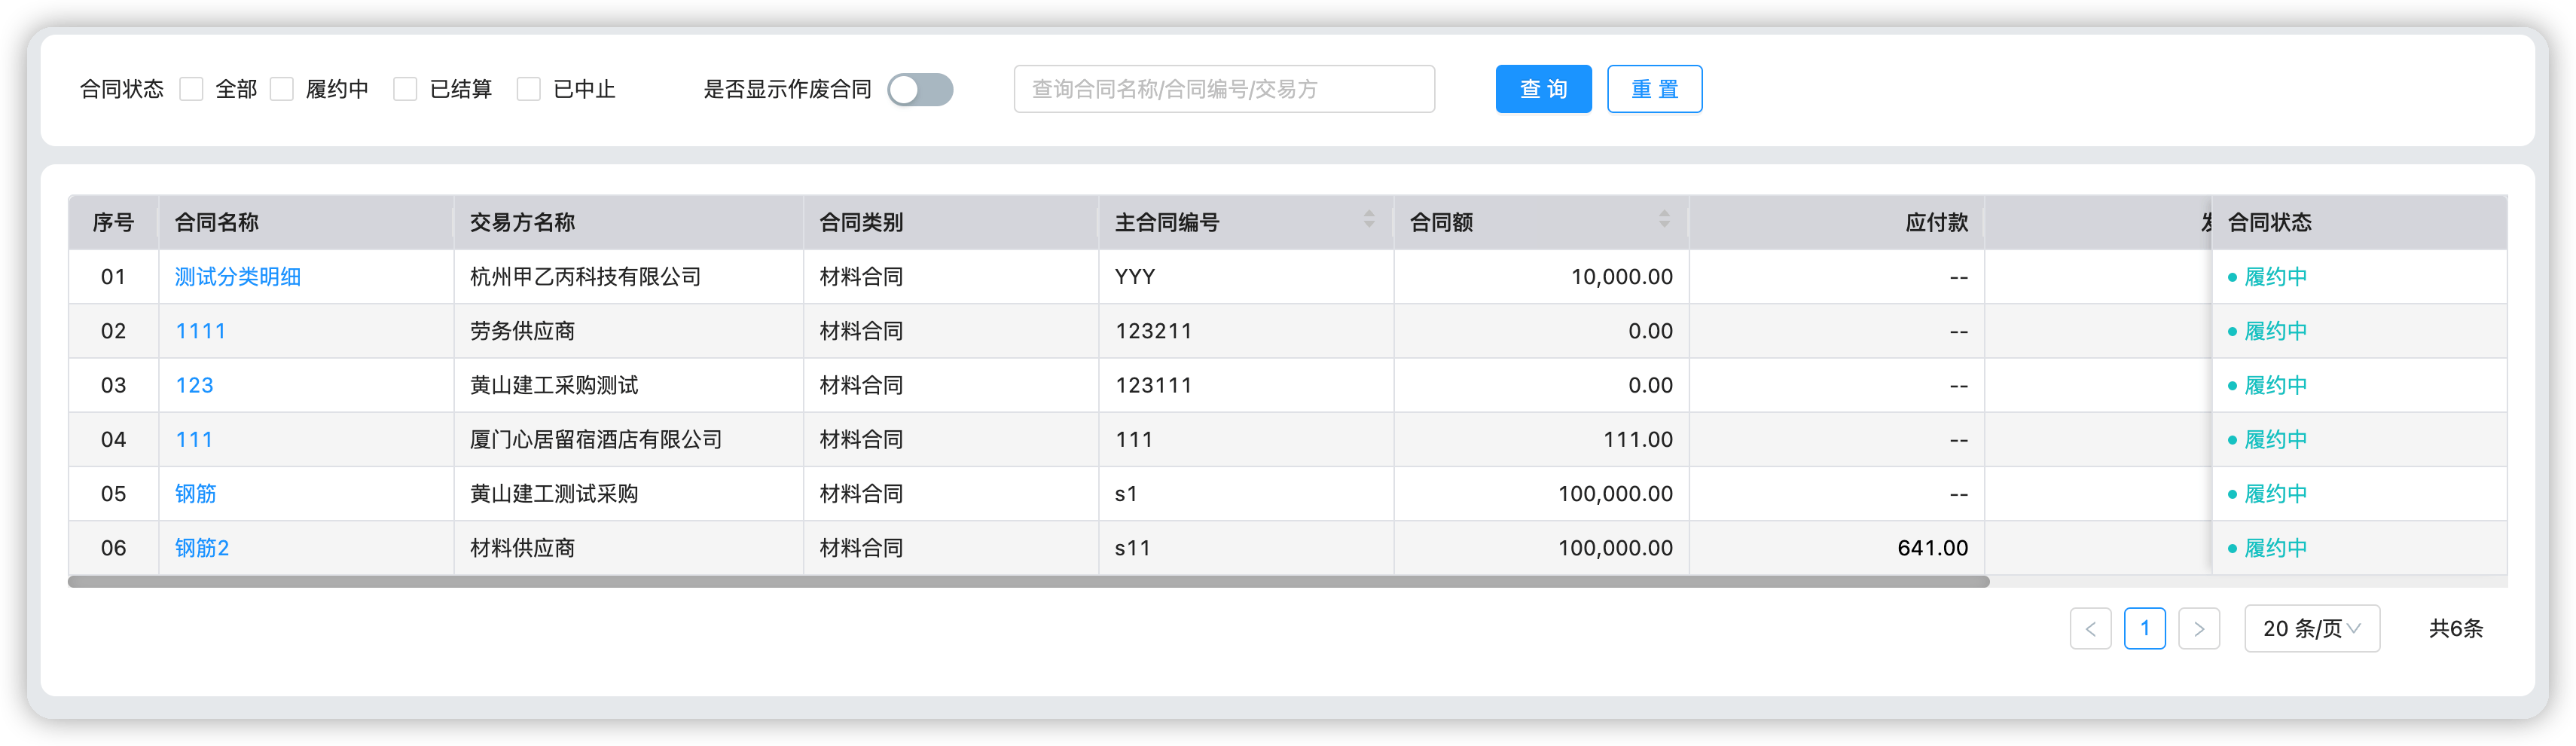 合同状态 全部 履约中 已结算 已中止 是否显示作废合同 查询合同名称/合同编号/交易方 查 询 重 置
序号 合同名称 交易方名称 合同类别 主合同编号 合同额 应付款 合同状态
01 测试分类明细 杭州甲乙丙科技有限公司 材料合同 YYY 10,000.00 -- 履约中
02 1111 劳务供应商 材料合同 123211 0.00 -- 履约中
03 123 黄山建工采购测试 材料合同 123111 0.00 -- 履约中
04 111 厦门心居留宿酒店有限公司 材料合同 111 111.00 -- 履约中
05 钢筋 黄山建工测试采购 材料合同 s1 100,000.00 -- 履约中
06 钢筋2 材料供应商 材料合同 s11 100,000.00 641.00 履约中
< 1 > 20 条/页 共6条